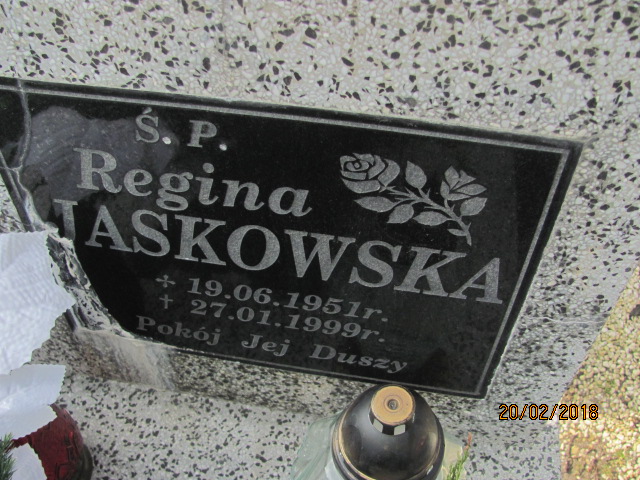 Ś. P.
Regina
JASKOWSKA
✢ 19.06.1951r.
† 27.01.1999r.
Pokój Jej Duszy
20/02/2018